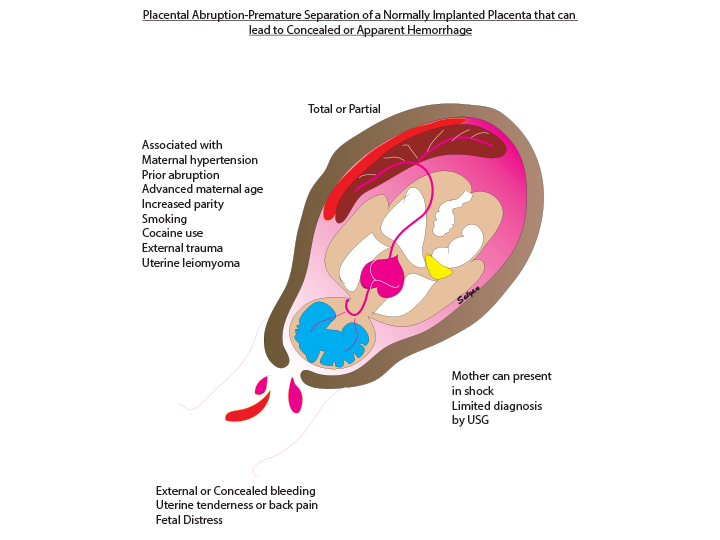 Placental Abruption-Premature Separation of a Normally Implanted Placenta that can
lead to Concealed or Apparent Hemorrhage
Total or Partial
Associated with
Maternal hypertension
Prior abruption
Advanced maternal age
Increased parity
Smoking
Cocaine use
External trauma
Uterine leiomyoma
Satyan
Mother can present
in shock
Limited diagnosis
by USG
External or Concealed bleeding
Uterine tenderness or back pain
Fetal Distress